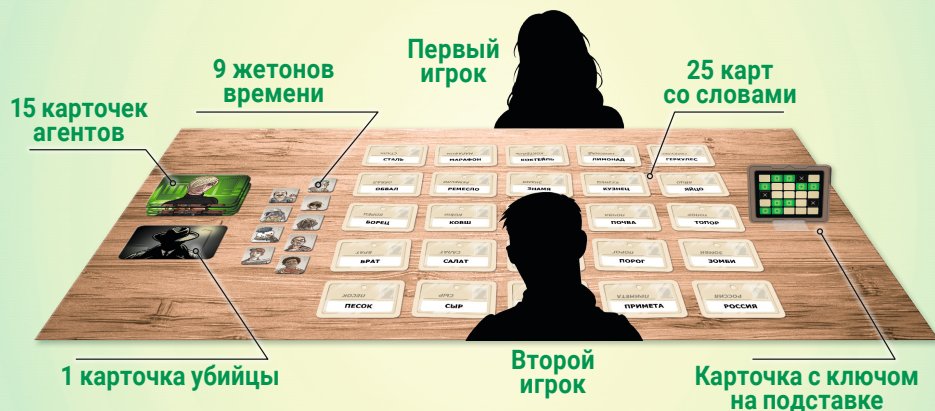 Первый
игрок
9 жетонов
времени
25 карт
со словами
15 карточек
агентов
СТАЛЬ
МАРАФОН
КОКТЕЙЛЬ
ЛИМОНАД
ГЕРКУЛЕС
ОБВАЛ
РЕМЕСЛО
ЗНАМЯ
КУЗНЕЦ
ЯЙЦО
БОРЕЦ
КОВШ
ПОЧВА
ТОПОР
БРАТ
САЛАТ
ПОРОГ
ЗОМБИ
ПЕСОК
СЫР
ПРИМЕТА
РОССИЯ
1 карточка убийцы
Второй
игрок
Карточка с ключом
на подставке